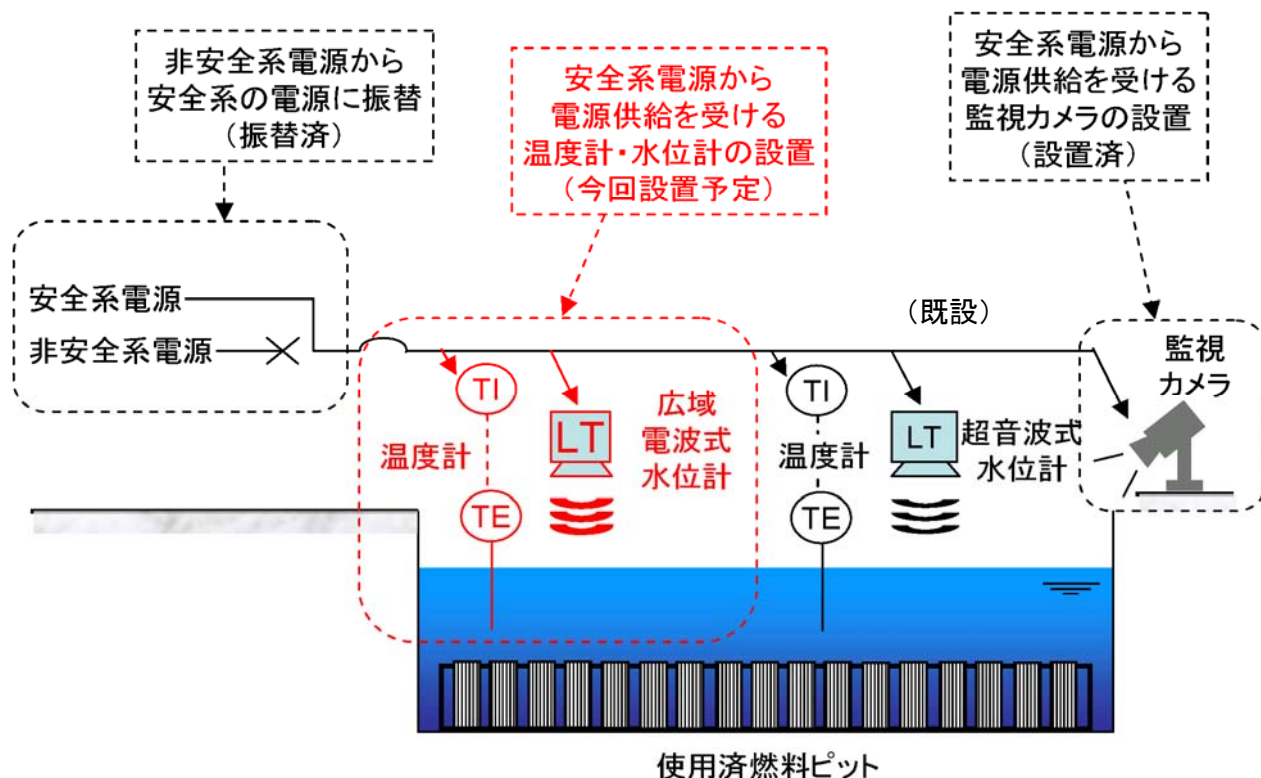 非安全系電源から
安全系の電源に振替
（振替済）
安全系電源から
電源供給を受ける
温度計・水位計の設置
（今回設置予定）
安全系電源から
電源供給を受ける
監視カメラの設置
（設置済）
安全系電源
非安全系電源
（既設）
監視
カメラ
TI
温度計
TE
LT
広域
電波式
水位計
TI
温度計
TE
LT
超音波式
水位計
使用済燃料ピット